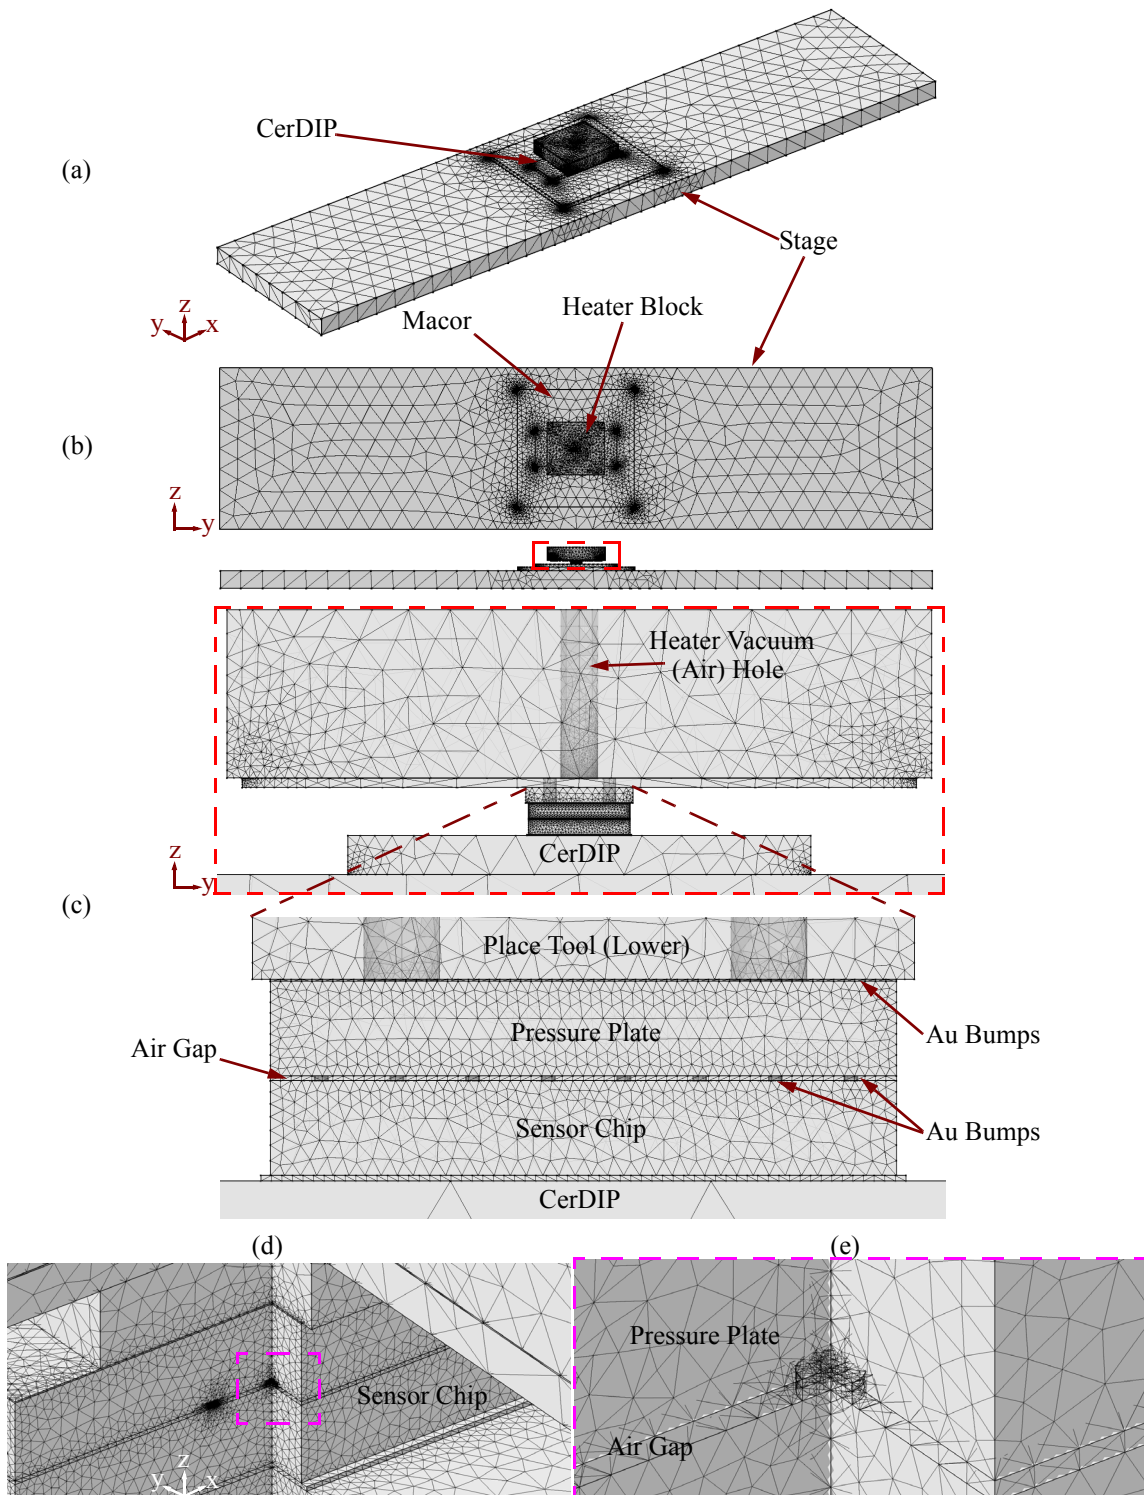 CerDIP
(a)
Stage
z
y
x
Macor
Heater Block
(b)
z
y
Heater Vacuum
(Air) Hole
CerDIP
z
y
(c)
Place Tool (Lower)
Pressure Plate
Au Bumps
Air Gap
Sensor Chip
Au Bumps
CerDIP
(d)
(e)
Pressure Plate
Sensor Chip
Air Gap
z
y
x